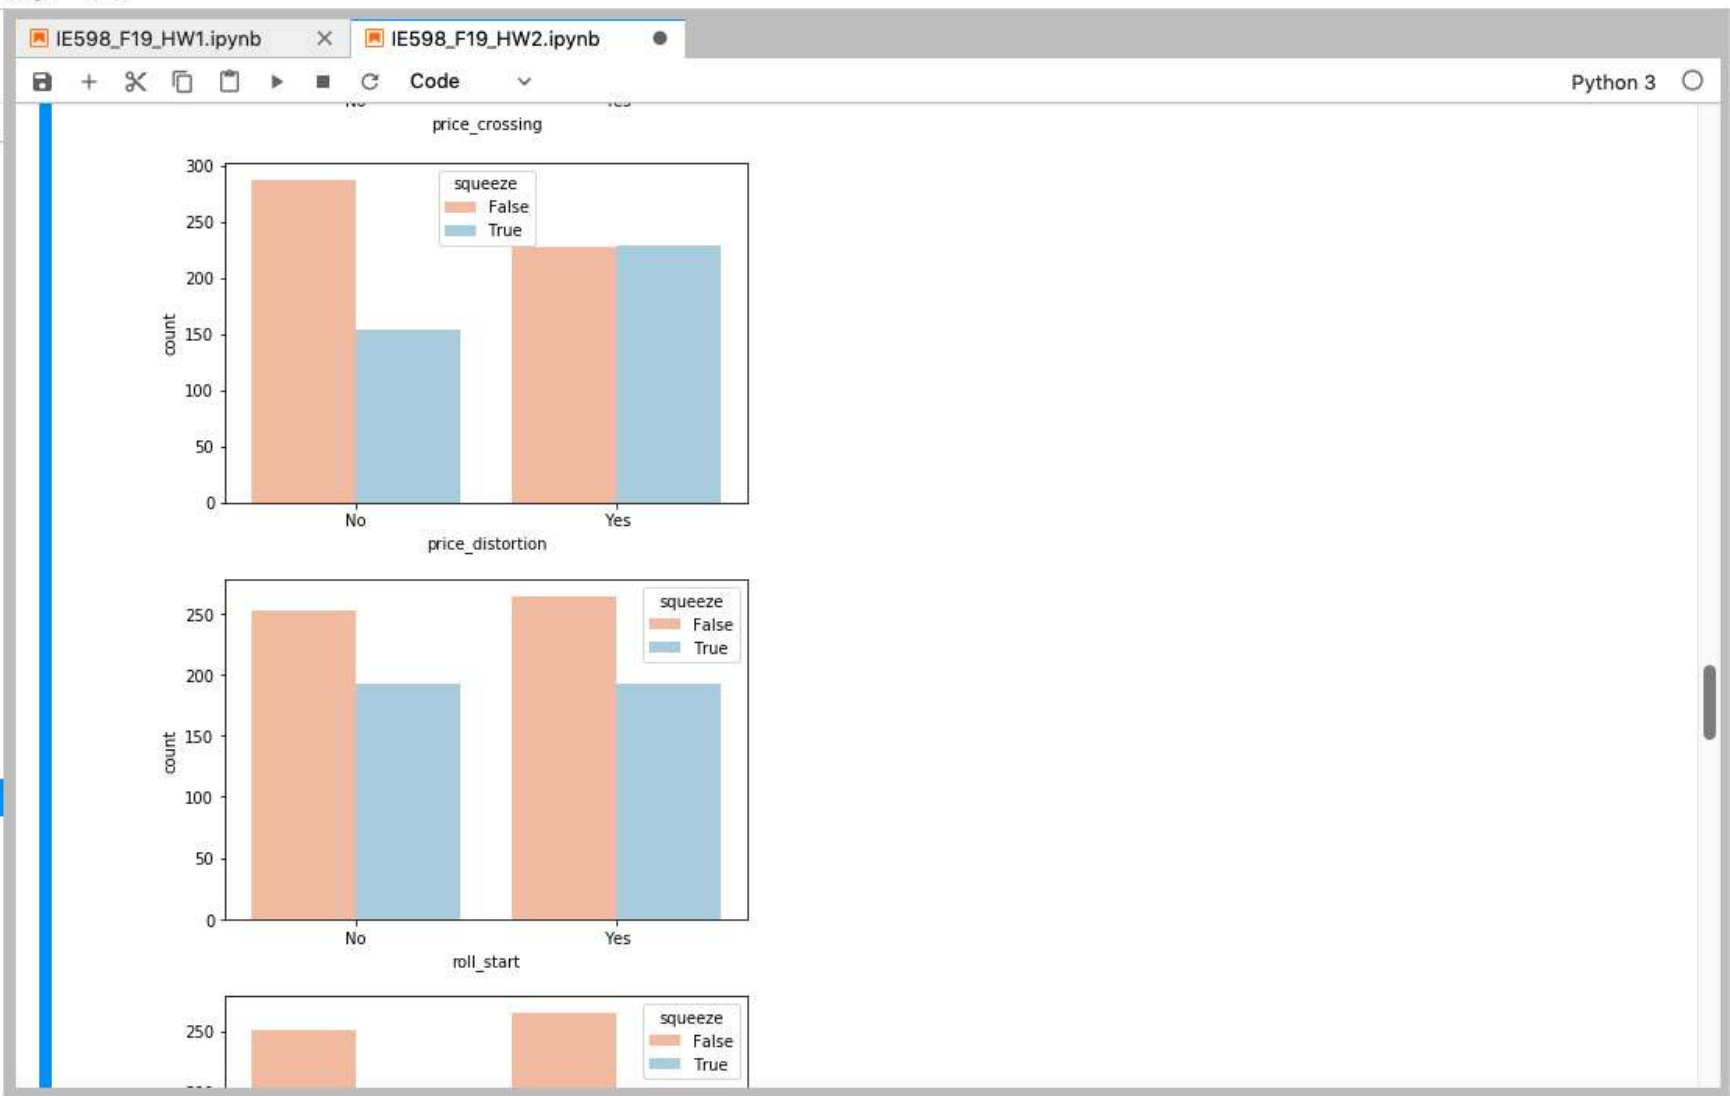 IE598_F19_HW1.ipynb
IE598_F19_HW2.ipynb
Code
Python 3
No Yes
price_crossing
300
250
200
150
100
50
0
count
squeeze
False
True
No Yes
price_distortion
250
200
150
100
50
0
count
squeeze
False
True
No Yes
roll_start
250
squeeze
False
True